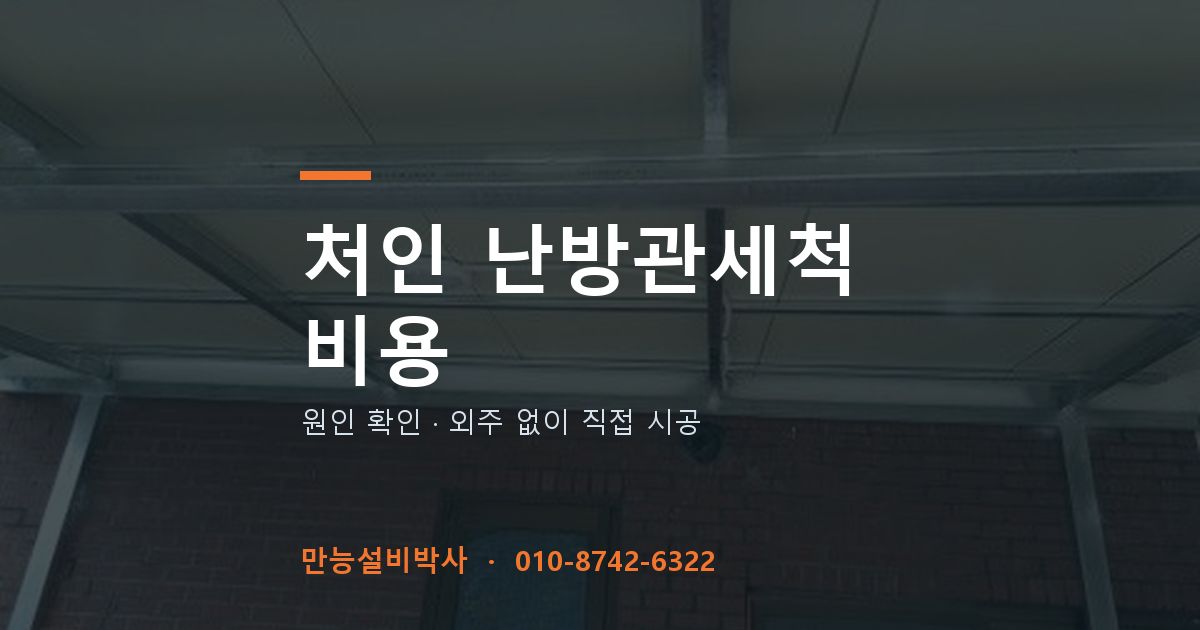 처인 난방관세척
비용
원인 확인 · 외주 없이 직접 시공
만능설비박사 · 010-8742-6322